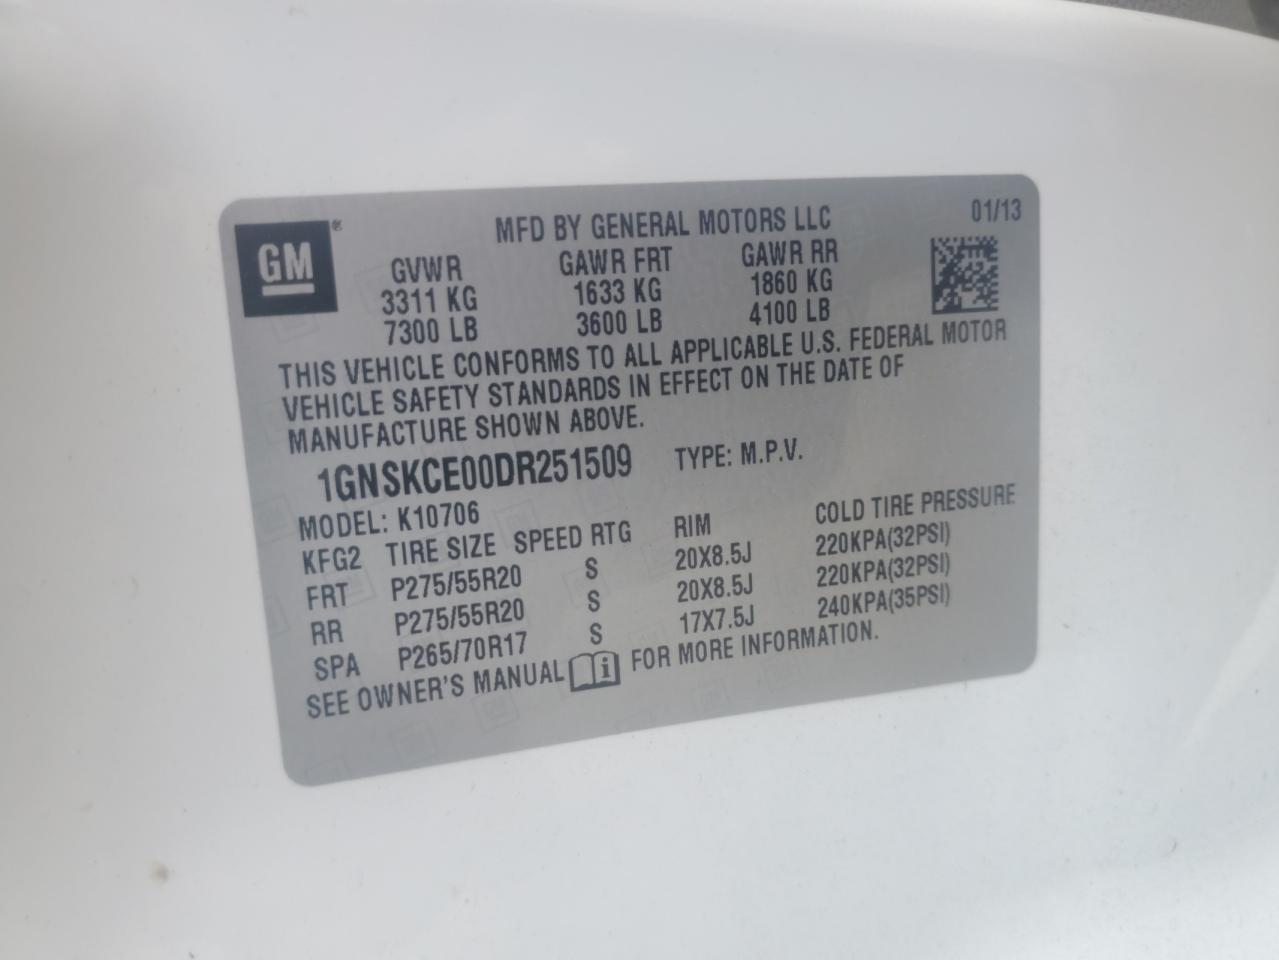 GM ®
MFD BY GENERAL MOTORS LLC 01/13
GVWR GAWR FRT GAWR RR
3311 KG 1633 KG 1860 KG
7300 LB 3600 LB 4100 LB
THIS VEHICLE CONFORMS TO ALL APPLICABLE U.S. FEDERAL MOTOR
VEHICLE SAFETY STANDARDS IN EFFECT ON THE DATE OF
MANUFACTURE SHOWN ABOVE.
1GNSKCE00DR251509 TYPE: M.P.V.
MODEL: K10706
KFG2 TIRE SIZE SPEED RTG RIM COLD TIRE PRESSURE
FRT P275/55R20 S 20X8.5J 220KPA(32PSI)
RR P275/55R20 S 20X8.5J 220KPA(32PSI)
SPA P265/70R17 S 17X7.5J 240KPA(35PSI)
SEE OWNER'S MANUAL i FOR MORE INFORMATION.